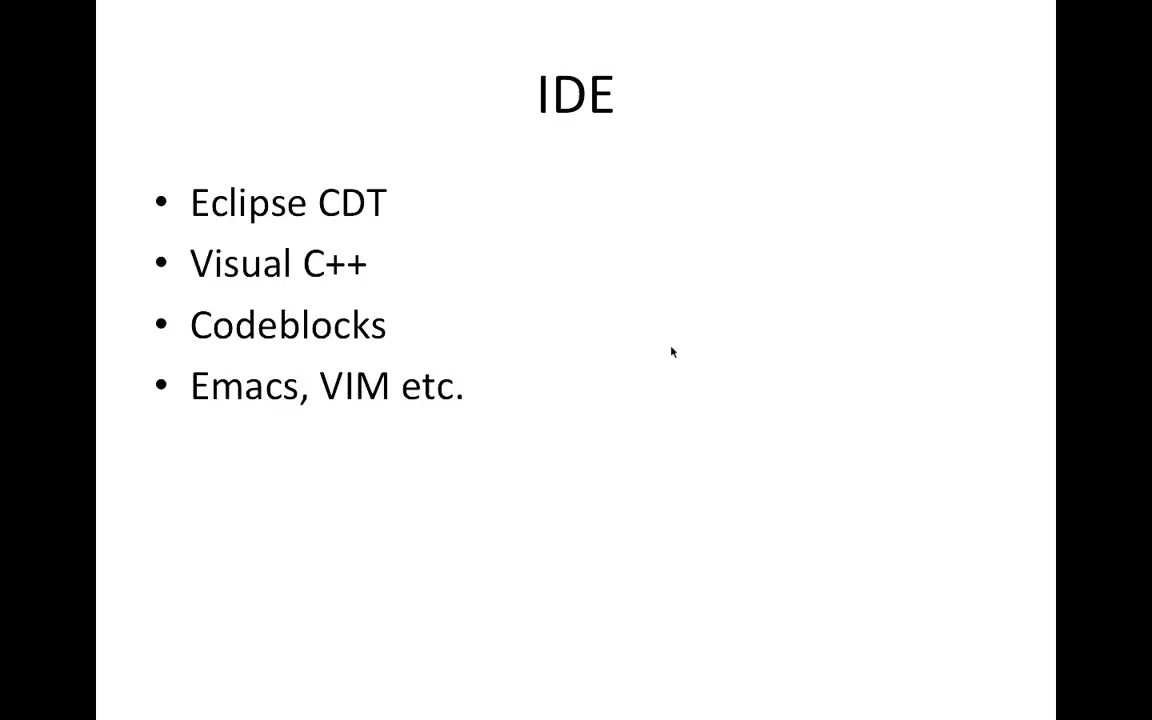 IDE
• Eclipse CDT
• Visual C++
• Codeblocks
• Emacs, VIM etc.